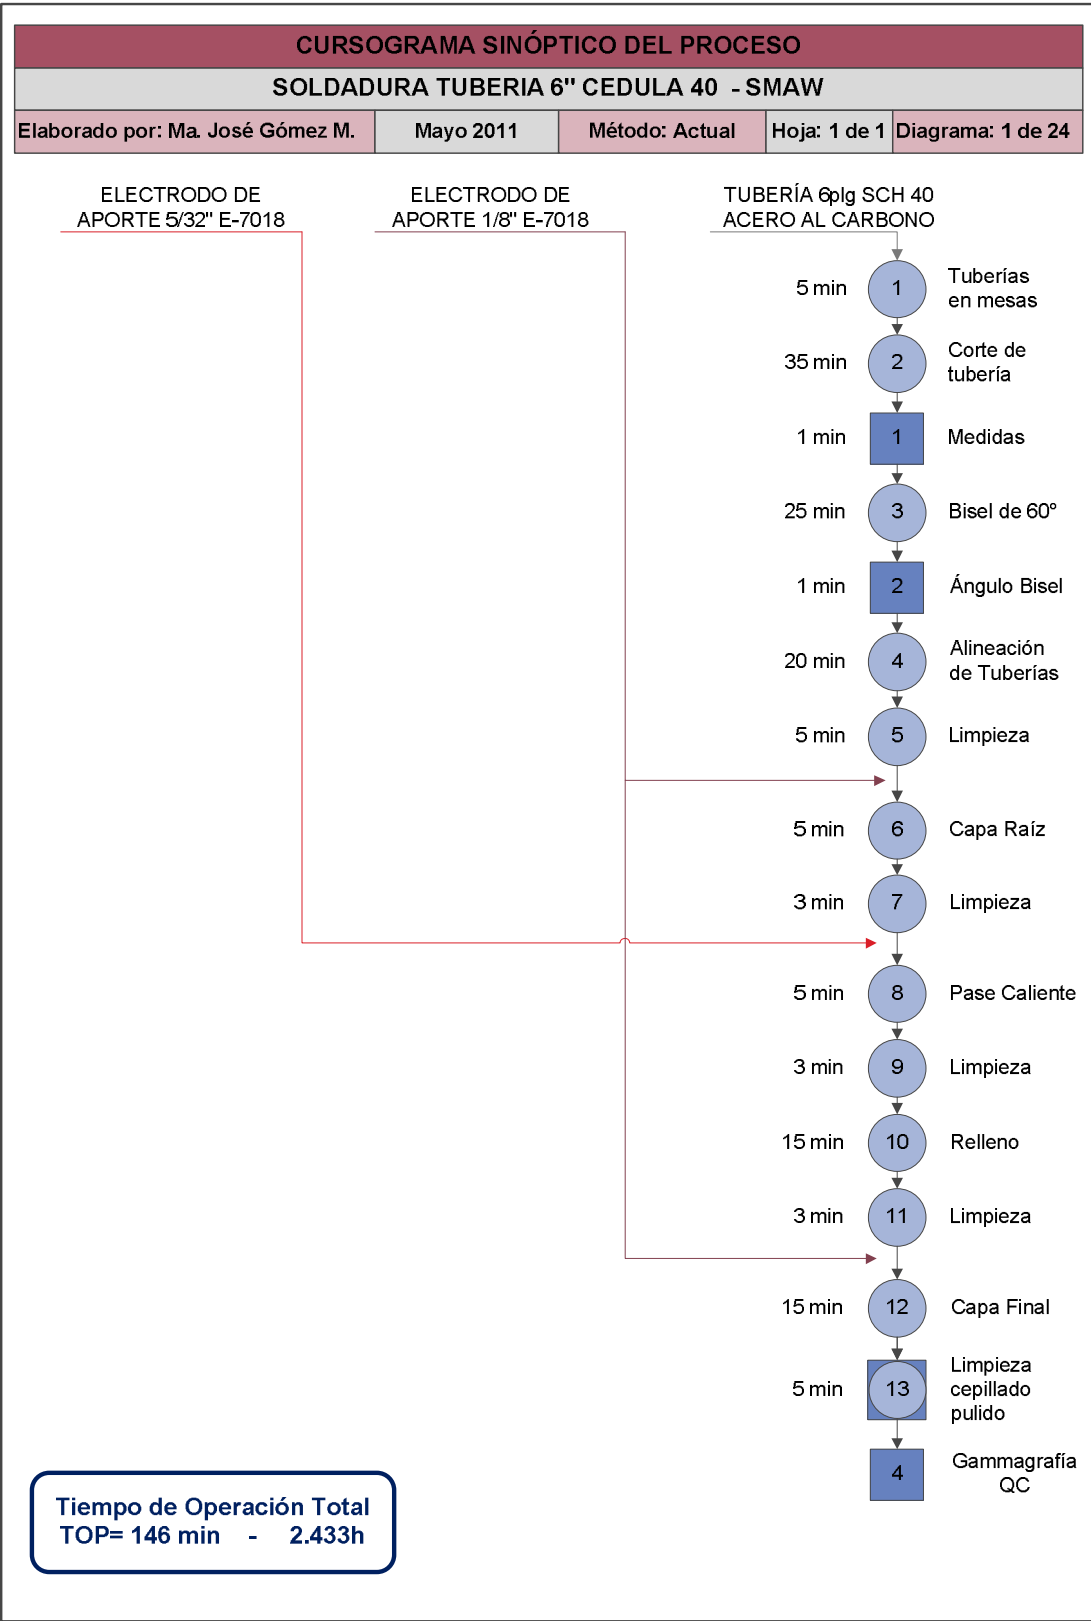 CURSOGRAMA SINÓPTICO DEL PROCESO
SOLDADURA TUBERIA 6" CEDULA 40 - SMAW
Elaborado por: Ma. José Gómez M.
Mayo 2011
Método: Actual
Hoja: 1 de 1
Diagrama: 1 de 24
ELECTRODO DE
APORTE 5/32" E-7018
ELECTRODO DE
APORTE 1/8" E-7018
TUBERÍA 6plg SCH 40
ACERO AL CARBONO
5 min
1
Tuberías
en mesas
35 min
2
Corte de
tubería
1 min
1
Medidas
25 min
3
Bisel de 60°
1 min
2
Ángulo Bisel
20 min
4
Alineación
de Tuberías
5 min
5
Limpieza
5 min
6
Capa Raíz
3 min
7
Limpieza
5 min
8
Pase Caliente
3 min
9
Limpieza
15 min
10
Relleno
3 min
11
Limpieza
15 min
12
Capa Final
5 min
13
Limpieza
cepillado
pulido
4
Gammagrafía
QC
Tiempo de Operación Total
TOP= 146 min - 2.433h